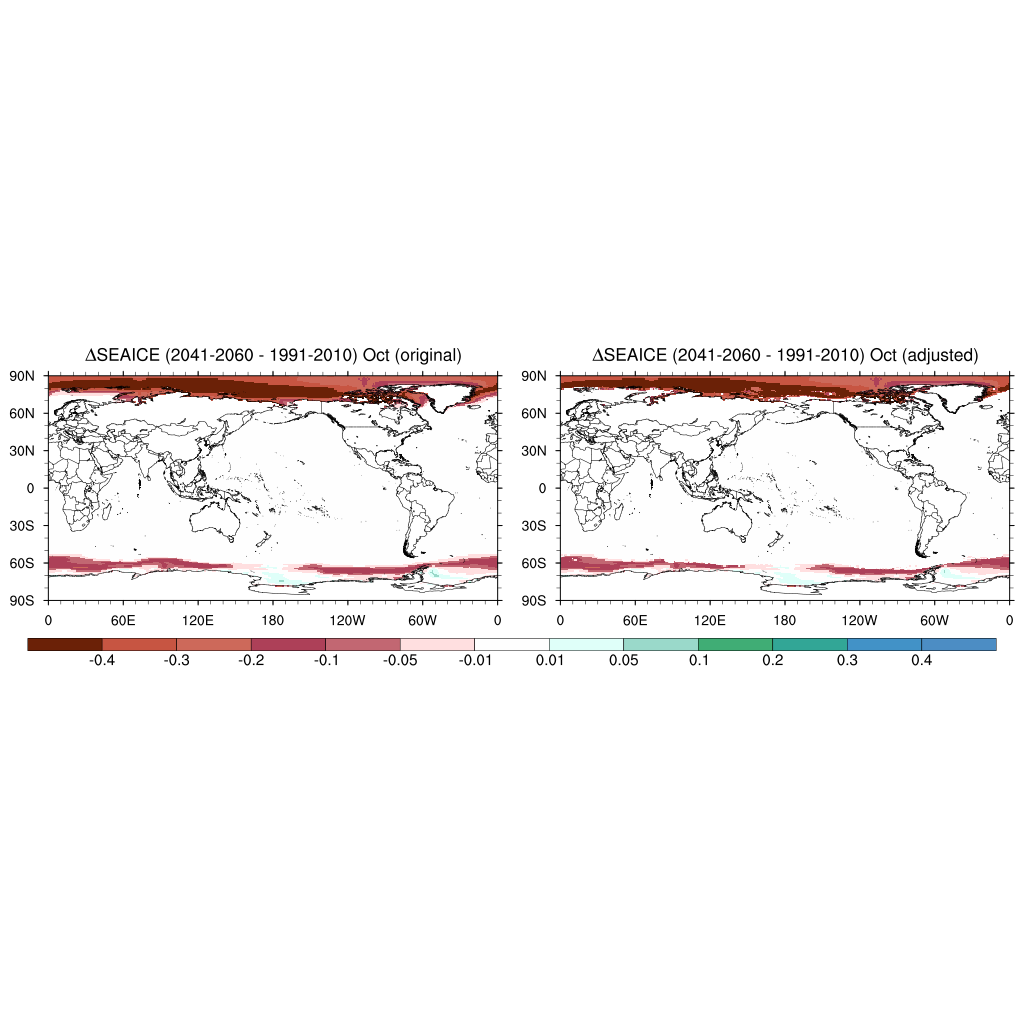 ΔSEAICE (2041-2060 - 1991-2010) Oct (original)
90N
60N
30N
0
30S
60S
90S
0 60E 120E 180 120W 60W 0
ΔSEAICE (2041-2060 - 1991-2010) Oct (adjusted)
90N
60N
30N
0
30S
60S
90S
0 60E 120E 180 120W 60W 0
-0.4 -0.3 -0.2 -0.1 -0.05 -0.01 0.01 0.05 0.1 0.2 0.3 0.4